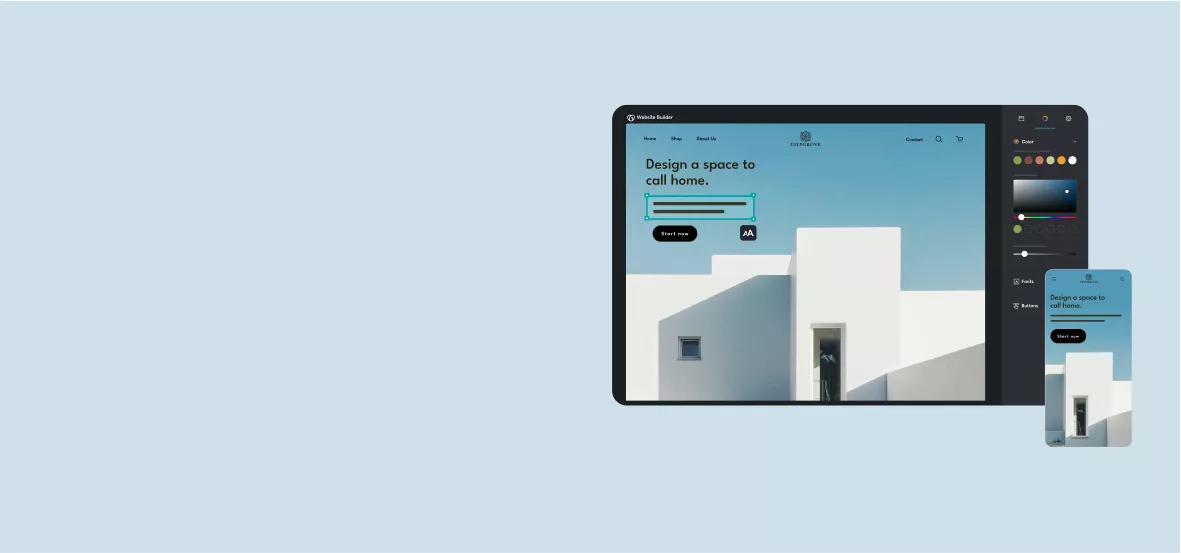 Website Builder
Home Shop About Us
Contact
Design a space to
call home.
Start now
AA
Color
Fonts
Buttons
Design a space to
call home.
Start now